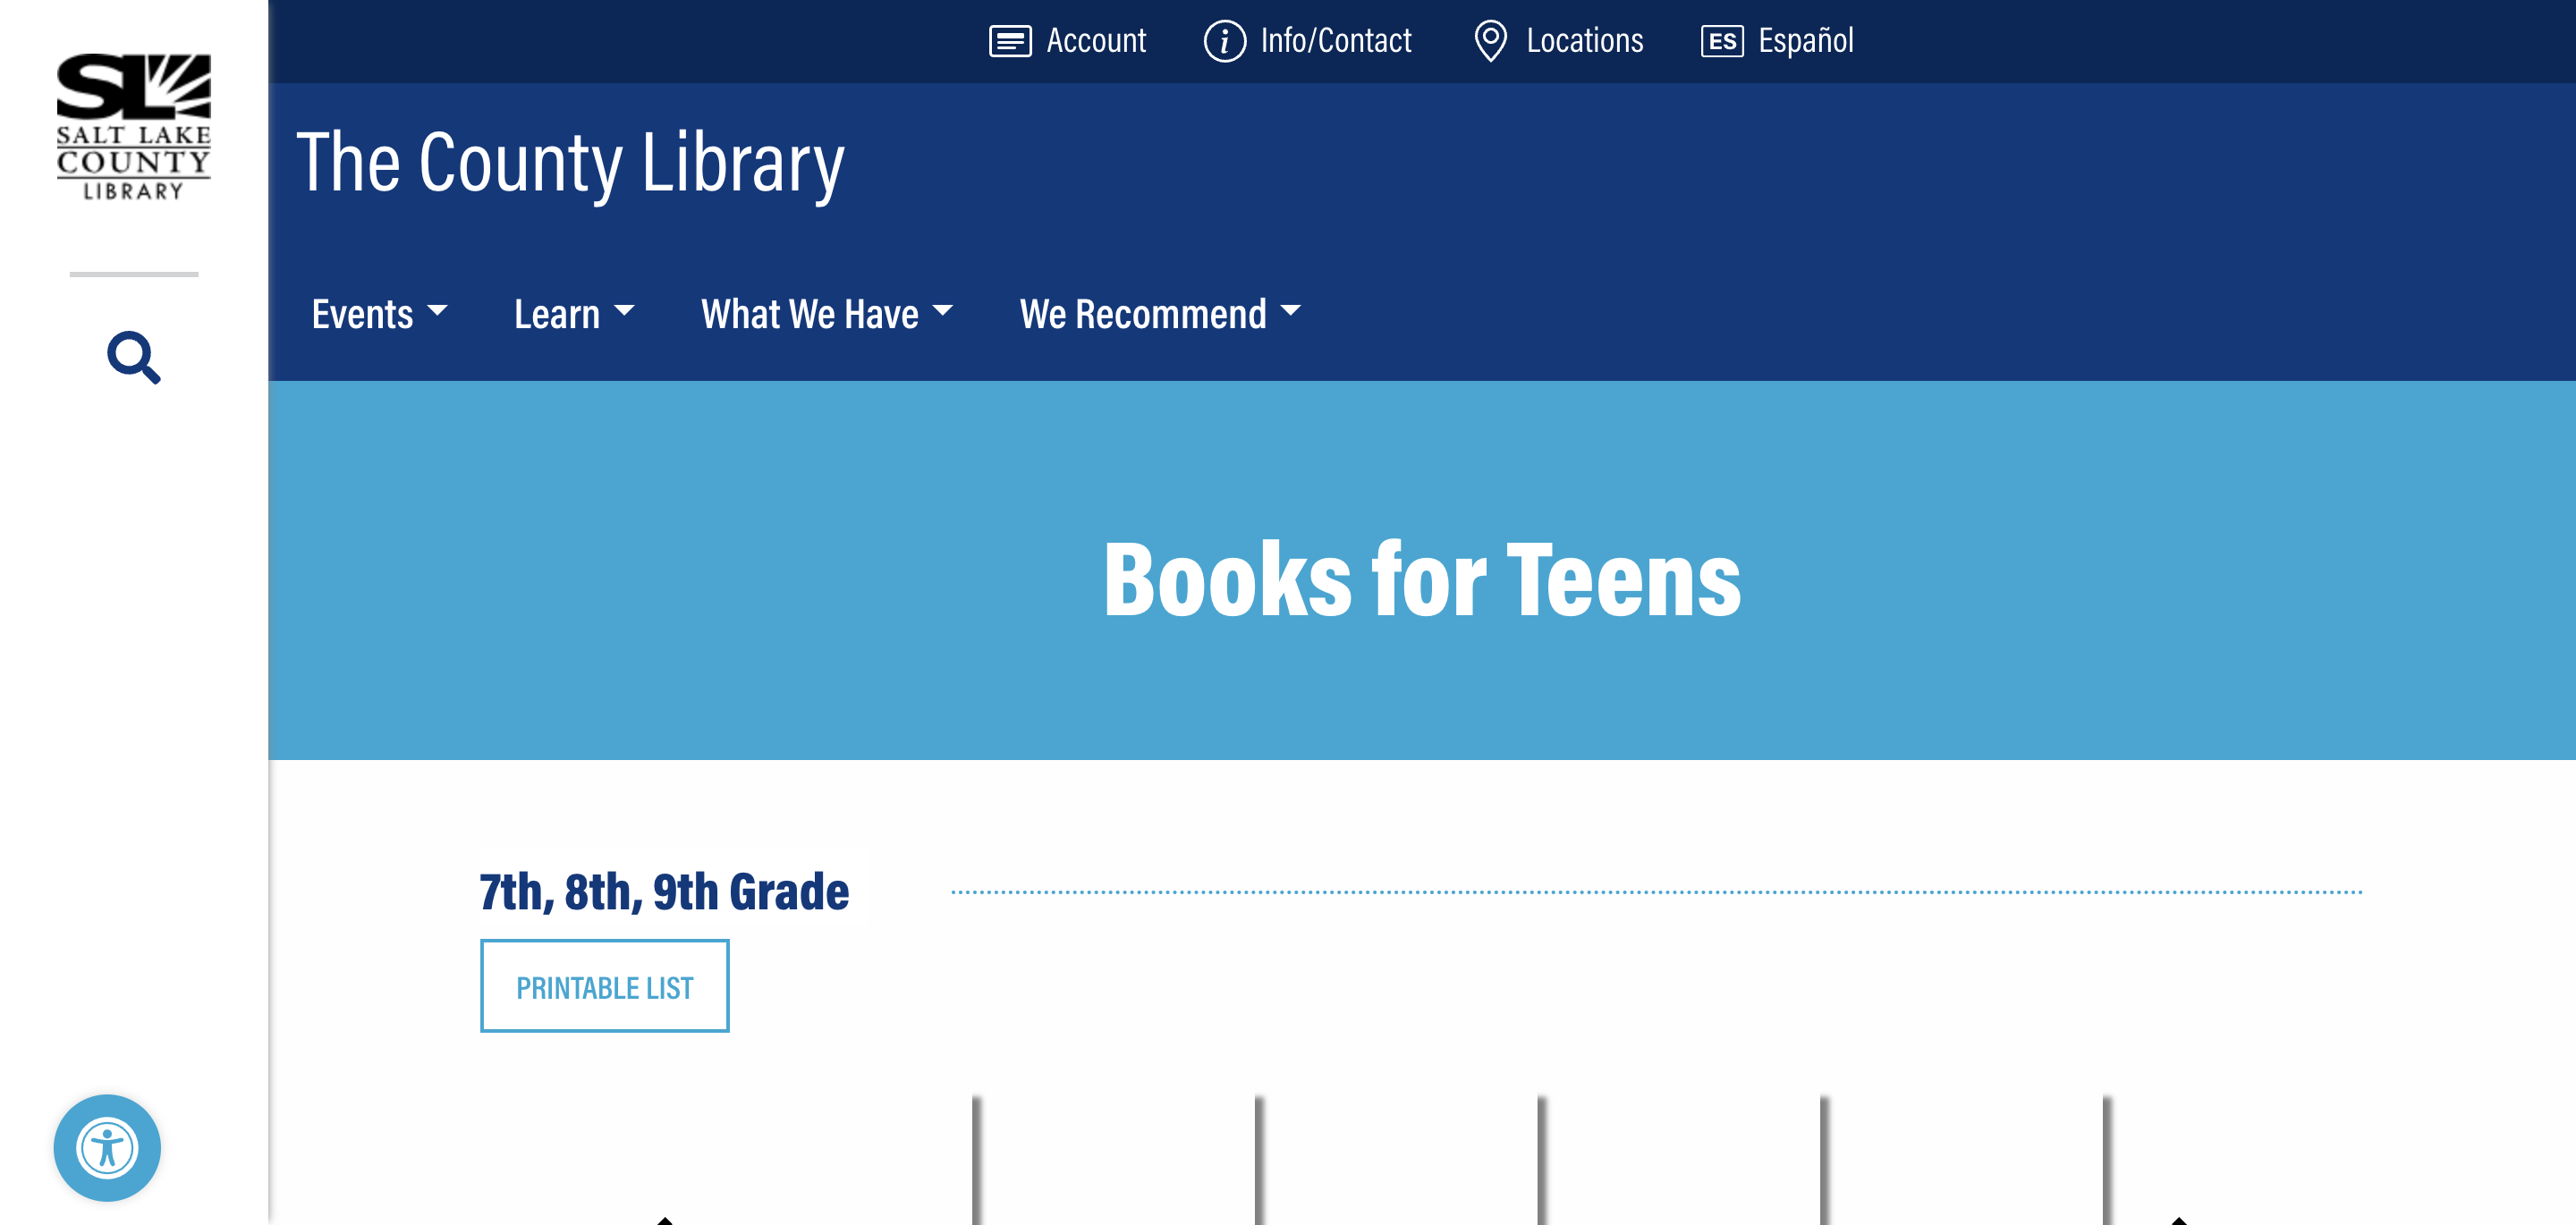 SL
SALT LAKE
COUNTY
LIBRARY
Account
Info/Contact
Locations
ES Español
The County Library
Events
Learn
What We Have
We Recommend
Books for Teens
7th, 8th, 9th Grade
PRINTABLE LIST